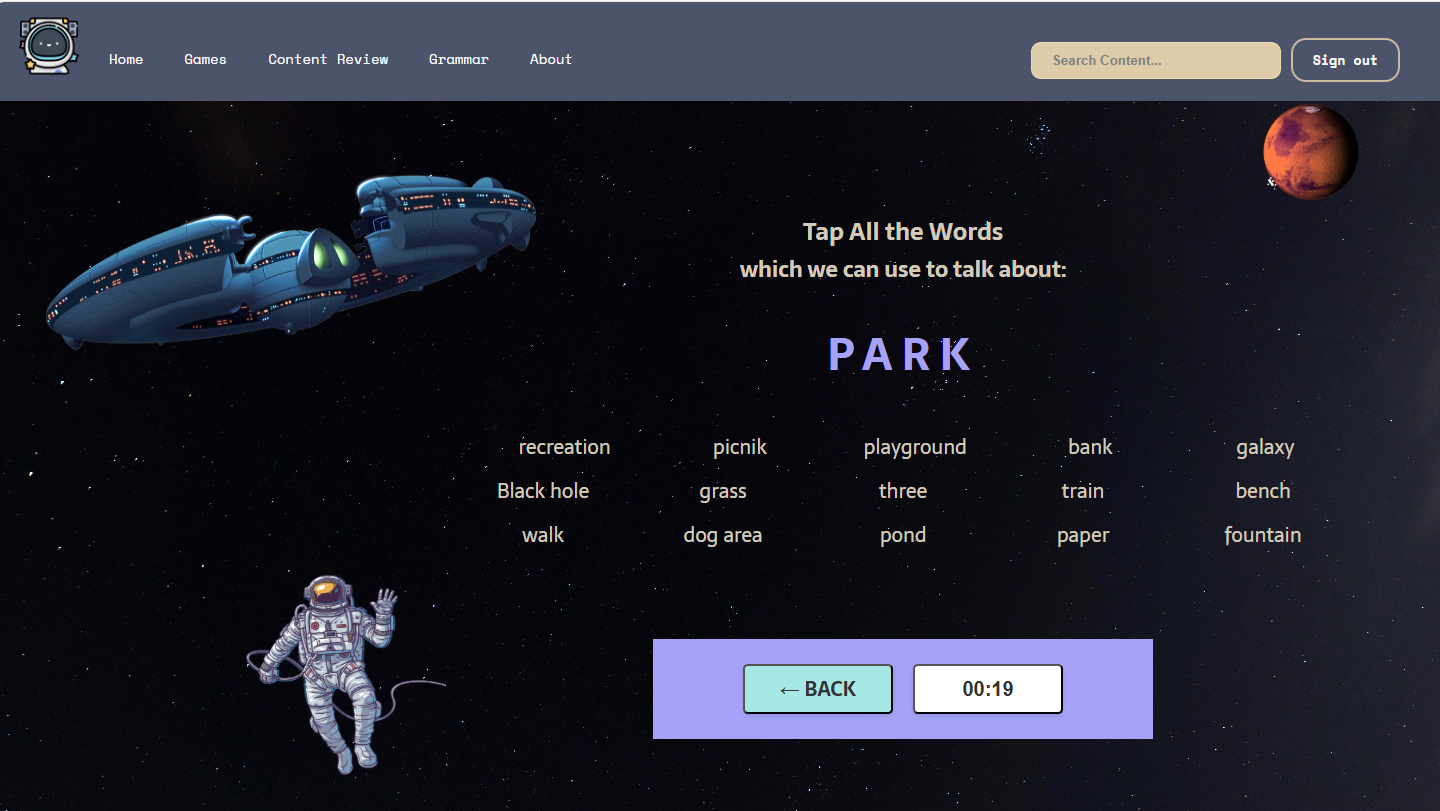 Home Games Content Review Grammar About Search Content... Sign out
Tap All the Words
which we can use to talk about:
PARK
recreation picnik playground bank galaxy
Black hole grass three train bench
walk dog area pond paper fountain
← BACK 00:19